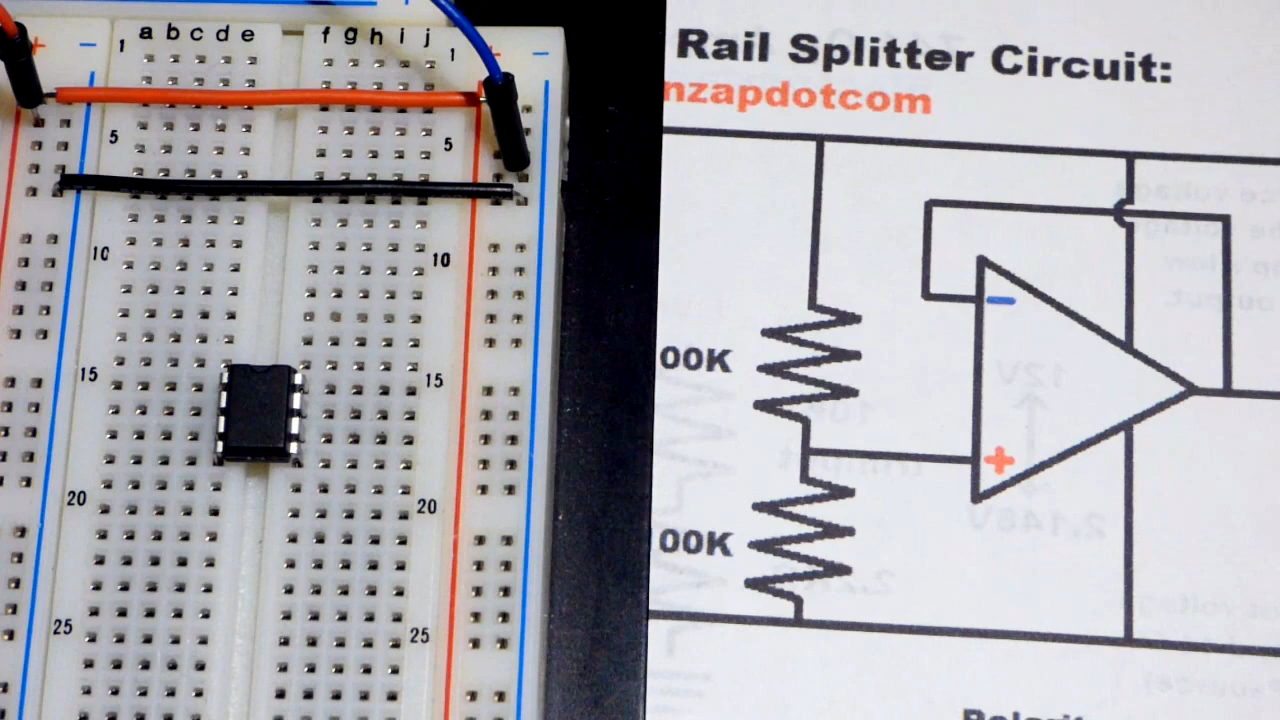 + − a b c d e f g h i j + −
1 1
5 5
10 10
15 15
20 20
25 25
Rail Splitter Circuit:
nzapdotcom
00K
−
+
00K